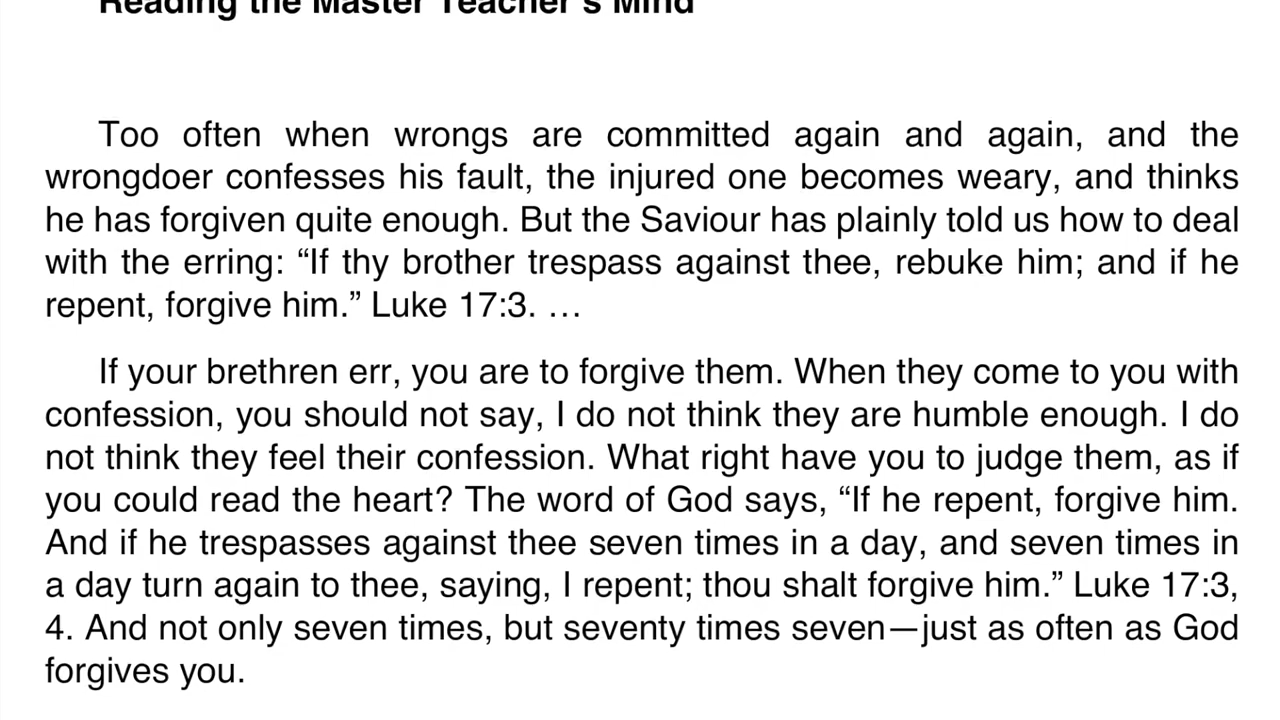 Reading the Master Teacher's Mind
Too often when wrongs are committed again and again, and the
wrongdoer confesses his fault, the injured one becomes weary, and thinks
he has forgiven quite enough. But the Saviour has plainly told us how to deal
with the erring: “If thy brother trespass against thee, rebuke him; and if he
repent, forgive him.” Luke 17:3. …
If your brethren err, you are to forgive them. When they come to you with
confession, you should not say, I do not think they are humble enough. I do
not think they feel their confession. What right have you to judge them, as if
you could read the heart? The word of God says, “If he repent, forgive him.
And if he trespasses against thee seven times in a day, and seven times in
a day turn again to thee, saying, I repent; thou shalt forgive him.” Luke 17:3,
4. And not only seven times, but seventy times seven—just as often as God
forgives you.